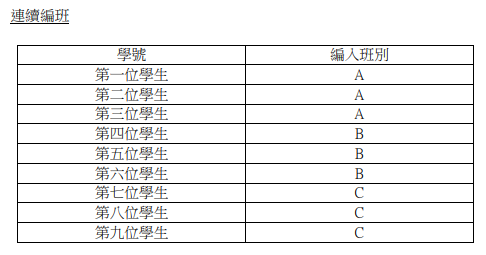 連續編班
學號 編入班別
第一位學生 A
第二位學生 A
第三位學生 A
第四位學生 B
第五位學生 B
第六位學生 B
第七位學生 C
第八位學生 C
第九位學生 C